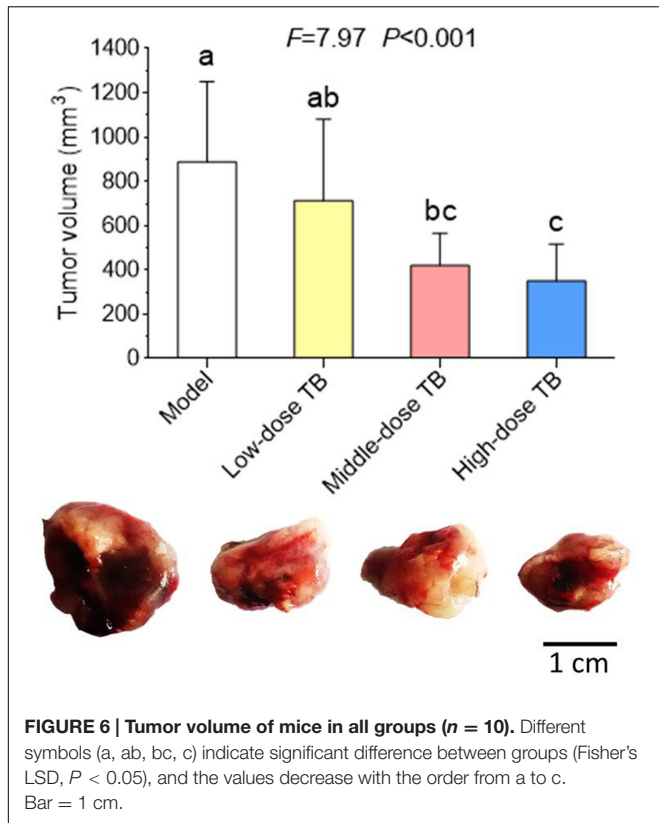 F=7.97 P<0.001
1400
1200
1000
800
600
400
200
0
Tumor volume (mm³)
a
ab
bc
c
Model
Low-dose TB
Middle-dose TB
High-dose TB
1 cm
FIGURE 6 | Tumor volume of mice in all groups (n = 10). Different
symbols (a, ab, bc, c) indicate significant difference between groups (Fisher's
LSD, P < 0.05), and the values decrease with the order from a to c.
Bar = 1 cm.